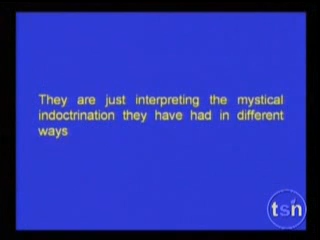 They are just interpreting the mystical
indoctrination they have had in different
ways
tsn